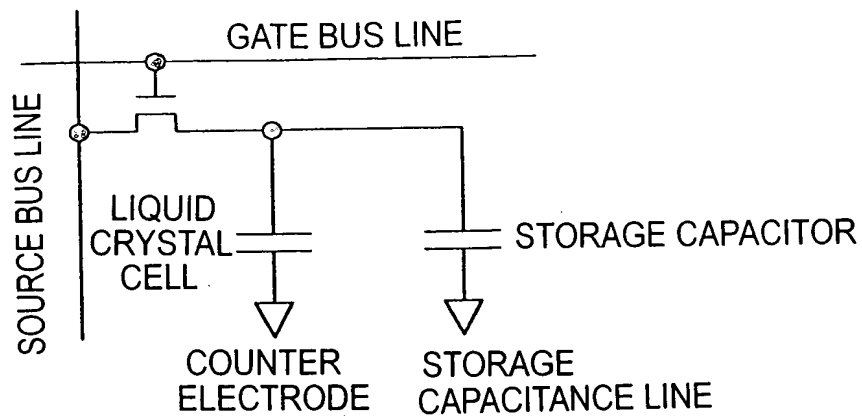 GATE BUS LINE
SOURCE BUS LINE
LIQUID
CRYSTAL
CELL
STORAGE CAPACITOR
COUNTER
ELECTRODE
STORAGE
CAPACITANCE LINE